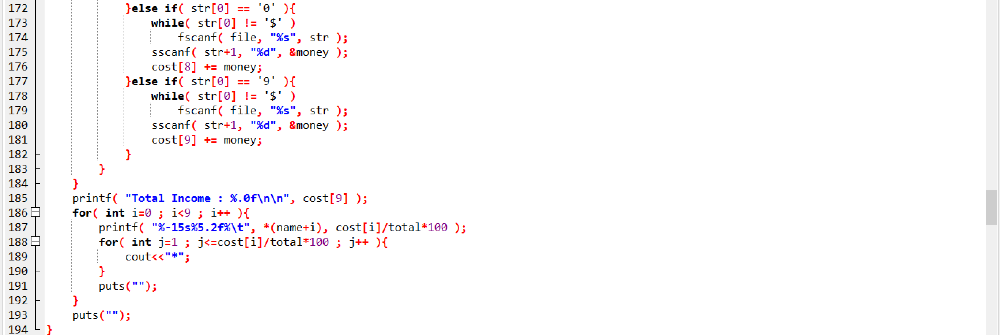 172 }else if( str[0] == '0' ){
173 while( str[0] != '$' )
174 fscanf( file, "%s", str );
175 sscanf( str+1, "%d", &money );
176 cost[8] += money;
177 }else if( str[0] == '9' ){
178 while( str[0] != '$' )
179 fscanf( file, "%s", str );
180 sscanf( str+1, "%d", &money );
181 cost[9] += money;
182 }
183 }
184 }
185 printf( "Total Income : %.0f\n\n", cost[9] );
186 for( int i=0 ; i<9 ; i++ ){
187 printf( "%-15s%5.2f%\t", *(name+i), cost[i]/total*100 );
188 for( int j=1 ; j<=cost[i]/total*100 ; j++ ){
189 cout<<"*";
190 }
191 puts("");
192 }
193 puts("");
194 }